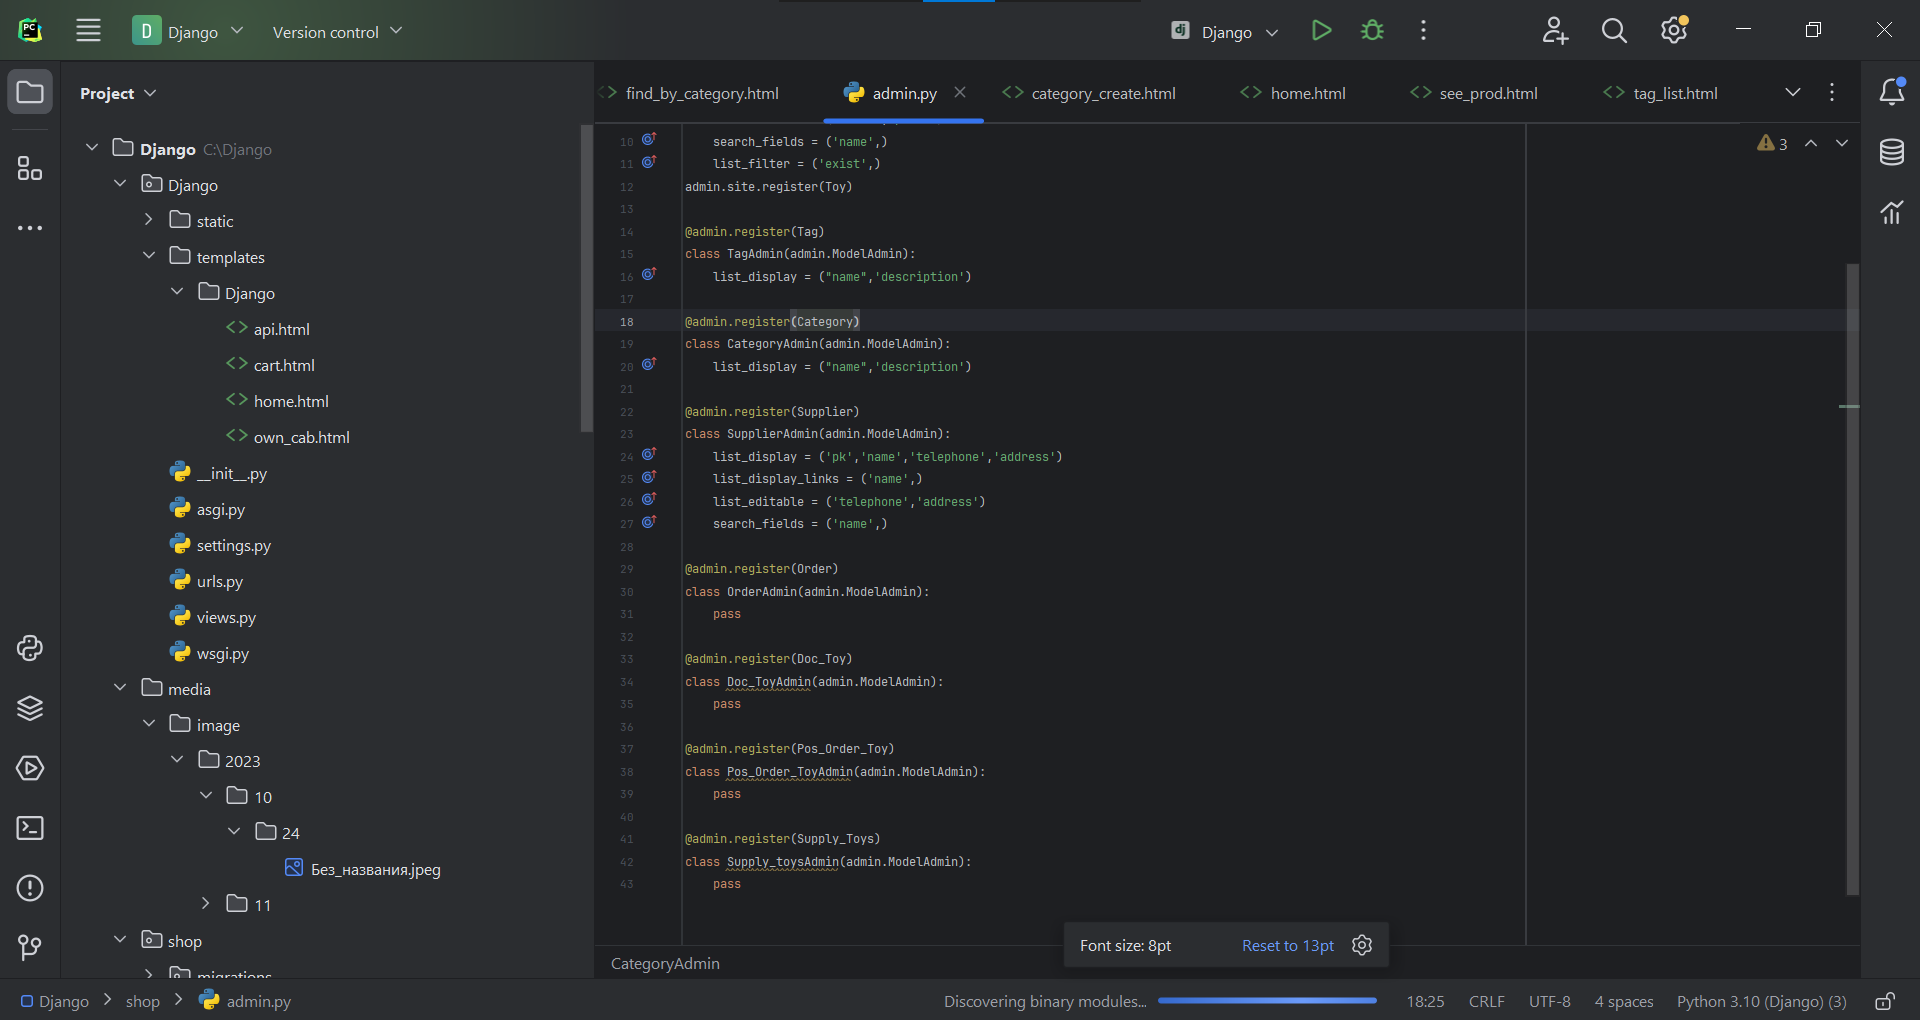 PC
D Django
Version control
dj Django
Project
find_by_category.html
admin.py
category_create.html
home.html
see_prod.html
tag_list.html
Django C:\Django
Django
static
templates
Django
api.html
cart.html
home.html
own_cab.html
__init__.py
asgi.py
settings.py
urls.py
views.py
wsgi.py
media
image
2023
10
24
Без_названия.jpeg
11
shop
migrations
3
10 search_fields = ('name',)
11 list_filter = ('exist',)
12 admin.site.register(Toy)
13
14 @admin.register(Tag)
15 class TagAdmin(admin.ModelAdmin):
16 list_display = ("name",'description')
17
18 @admin.register(Category)
19 class CategoryAdmin(admin.ModelAdmin):
20 list_display = ("name",'description')
21
22 @admin.register(Supplier)
23 class SupplierAdmin(admin.ModelAdmin):
24 list_display = ('pk','name','telephone','address')
25 list_display_links = ('name',)
26 list_editable = ('telephone','address')
27 search_fields = ('name',)
28
29 @admin.register(Order)
30 class OrderAdmin(admin.ModelAdmin):
31 pass
32
33 @admin.register(Doc_Toy)
34 class Doc_ToyAdmin(admin.ModelAdmin):
35 pass
36
37 @admin.register(Pos_Order_Toy)
38 class Pos_Order_ToyAdmin(admin.ModelAdmin):
39 pass
40
41 @admin.register(Supply_Toys)
42 class Supply_toysAdmin(admin.ModelAdmin):
43 pass
Font size: 8pt Reset to 13pt
CategoryAdmin
Django shop admin.py
Discovering binary modules... 18:25 CRLF UTF-8 4 spaces Python 3.10 (Django) (3)